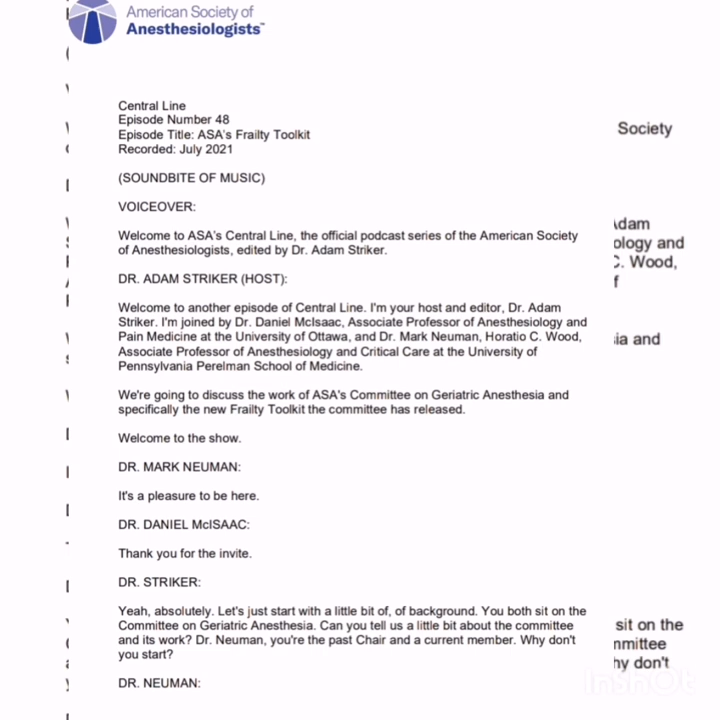 American Society of
Anesthesiologists™
Central Line
Episode Number 48
Episode Title: ASA's Frailty Toolkit
Recorded: July 2021
(SOUNDBITE OF MUSIC)
VOICEOVER:
Welcome to ASA's Central Line, the official podcast series of the American Society
of Anesthesiologists, edited by Dr. Adam Striker.
DR. ADAM STRIKER (HOST):
Welcome to another episode of Central Line. I'm your host and editor, Dr. Adam
Striker. I'm joined by Dr. Daniel McIsaac, Associate Professor of Anesthesiology and
Pain Medicine at the University of Ottawa, and Dr. Mark Neuman, Horatio C. Wood,
Associate Professor of Anesthesiology and Critical Care at the University of
Pennsylvania Perelman School of Medicine.
We're going to discuss the work of ASA's Committee on Geriatric Anesthesia and
specifically the new Frailty Toolkit the committee has released.
Welcome to the show.
DR. MARK NEUMAN:
It's a pleasure to be here.
DR. DANIEL McISAAC:
Thank you for the invite.
DR. STRIKER:
Yeah, absolutely. Let's just start with a little bit of, of background. You both sit on the
Committee on Geriatric Anesthesia. Can you tell us a little bit about the committee
and its work? Dr. Neuman, you're the past Chair and a current member. Why don't
you start?
DR. NEUMAN:
Society
dam
ology and
C. Wood,
f
ia and
sit on the
mmittee
hy don't
InShOt